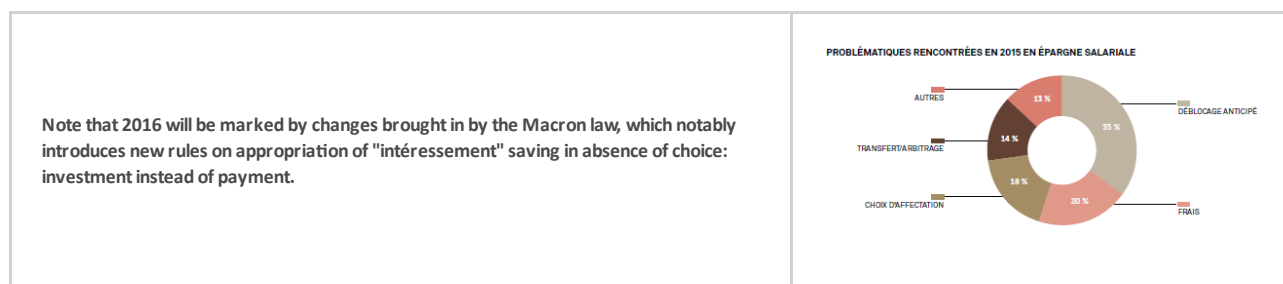 Note that 2016 will be marked by changes brought in by the Macron law, which notably
introduces new rules on appropriation of "intéressement" saving in absence of choice:
investment instead of payment.
PROBLÉMATIQUES RENCONTRÉES EN 2015 EN ÉPARGNE SALARIALE
AUTRES
13 %
DÉBLOCAGE ANTICIPÉ
35 %
TRANSFERT/ARBITRAGE
14 %
18 %
CHOIX D'AFFECTATION
20 %
FRAIS